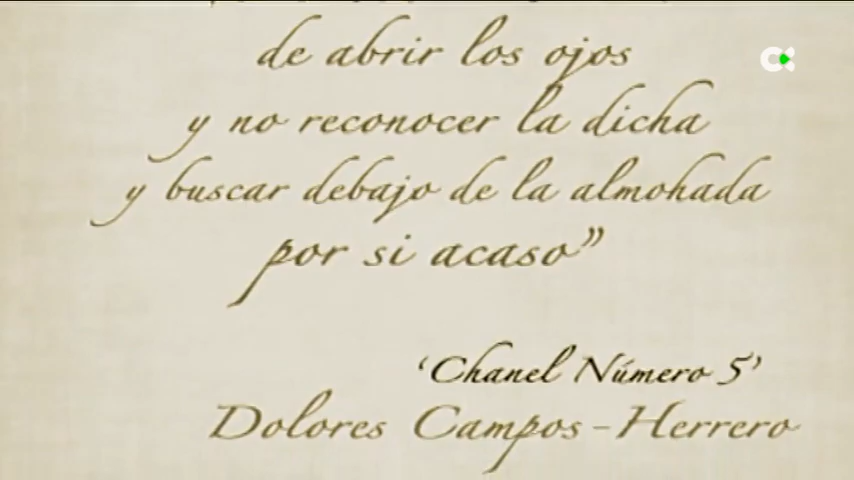 de abrir los ojos
y no reconocer la dicha
y buscar debajo de la almohada
por si acaso”
‘Chanel Número 5’
Dolores Campos-Herrero